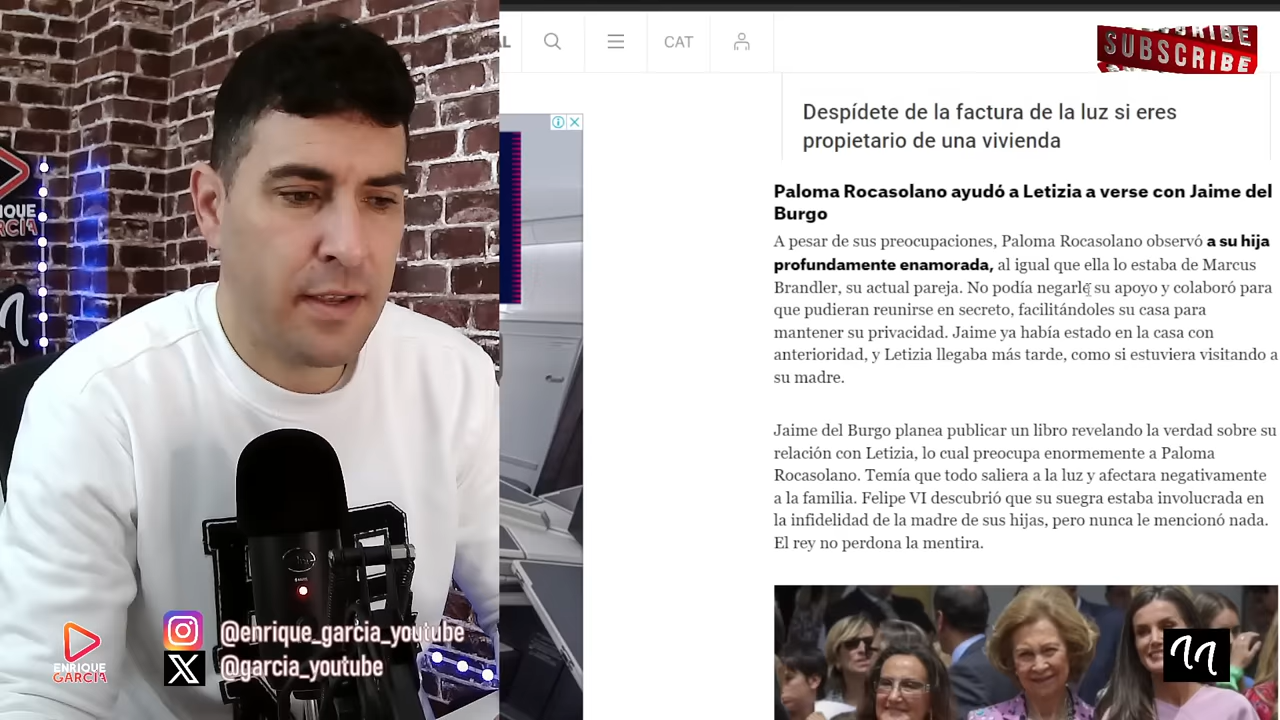 AL
CAT
SUBSCRIBE
Despídete de la factura de la luz si eres
propietario de una vivienda
Paloma Rocasolano ayudó a Letizia a verse con Jaime del
Burgo
A pesar de sus preocupaciones, Paloma Rocasolano observó a su hija
profundamente enamorada, al igual que ella lo estaba de Marcus
Brandler, su actual pareja. No podía negarle su apoyo y colaboró para
que pudieran reunirse en secreto, facilitándoles su casa para
mantener su privacidad. Jaime ya había estado en la casa con
anterioridad, y Letizia llegaba más tarde, como si estuviera visitando a
su madre.
Jaime del Burgo planea publicar un libro revelando la verdad sobre su
relación con Letizia, lo cual preocupa enormemente a Paloma
Rocasolano. Temía que todo saliera a la luz y afectara negativamente
a la familia. Felipe VI descubrió que su suegra estaba involucrada en
la infidelidad de la madre de sus hijas, pero nunca le mencionó nada.
El rey no perdona la mentira.
@enrique_garcia_youtube
@garcia_youtube
ENRIQUE
GARCIA